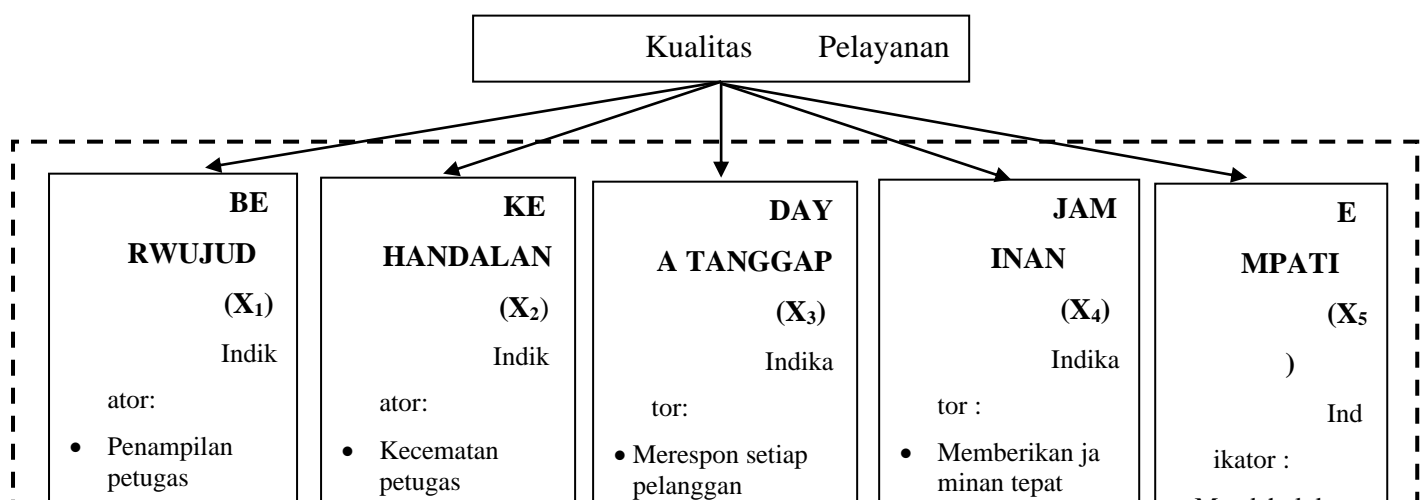 Kualitas Pelayanan
BE
RWUJUD
(X₁)
Indik
ator:
• Penampilan
petugas
KE
HANDALAN
(X₂)
Indik
ator:
• Kecematan
petugas
DAY
A TANGGAP
(X₃)
Indika
tor:
• Merespon setiap
pelanggan
JAM
INAN
(X₄)
Indika
tor :
• Memberikan ja
minan tepat
E
MPATI
(X₅
)
Ind
ikator :